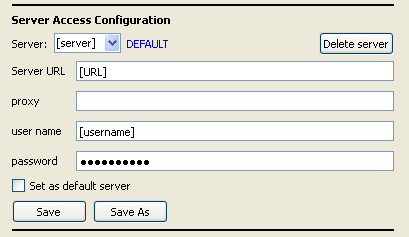 Server Access Configuration
Server: [server] DEFAULT Delete server
Server URL [URL]
proxy
user name [username]
password ●●●●●●●●●●
Set as default server
Save Save As